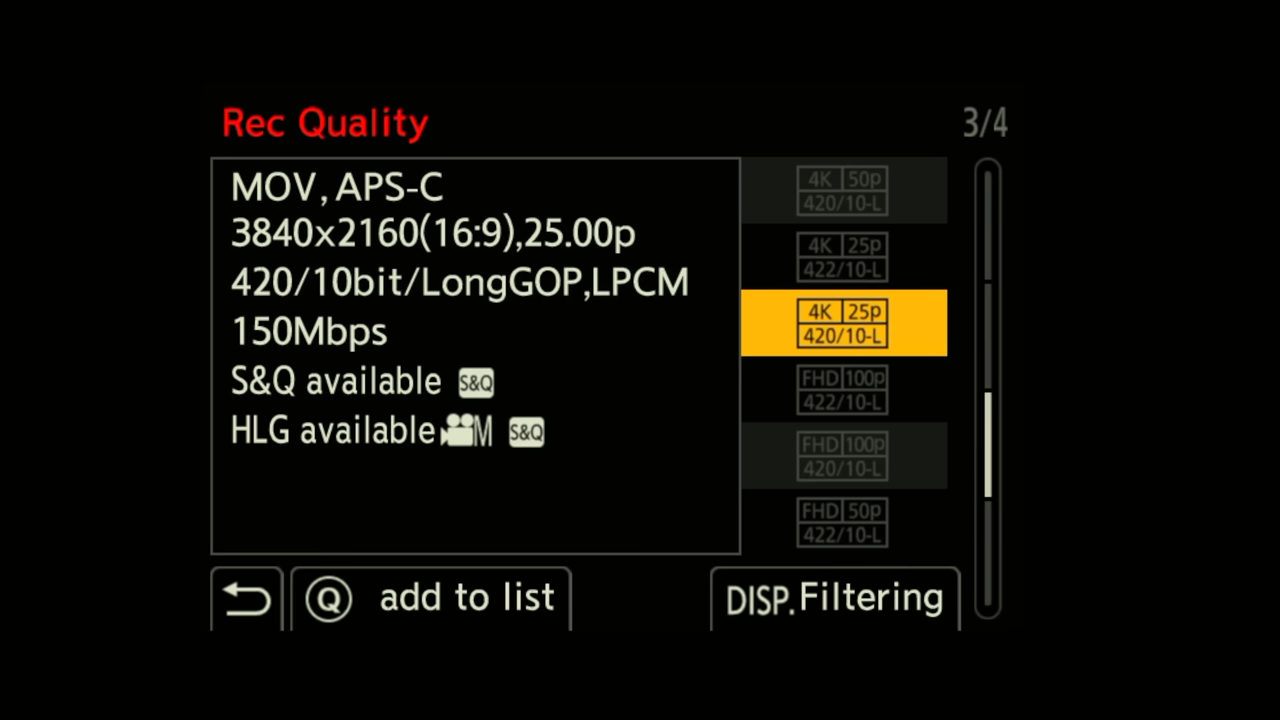 Rec Quality
3/4
MOV, APS-C
3840x2160(16:9),25.00p
420/10bit/LongGOP,LPCM
150Mbps
S&Q available S&Q
HLG available M S&Q
4K 50p
420/10-L
4K 25p
422/10-L
4K 25p
420/10-L
FHD 100p
422/10-L
FHD 100p
420/10-L
FHD 50p
422/10-L
Q add to list
DISP. Filtering